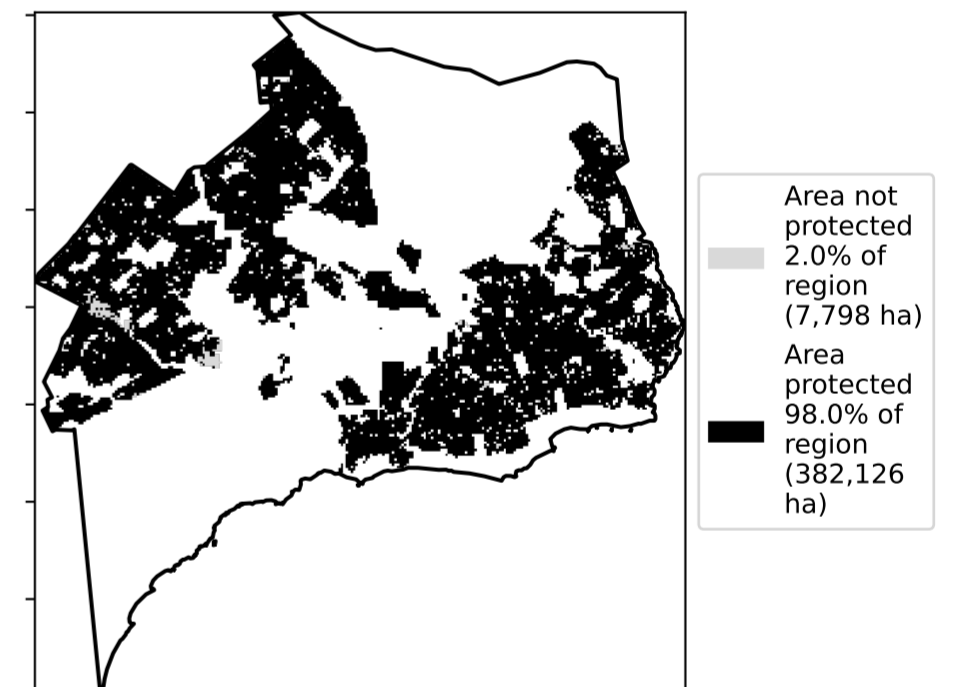 Area not
protected
2.0% of
region
(7,798 ha)
Area
protected
98.0% of
region
(382,126
ha)